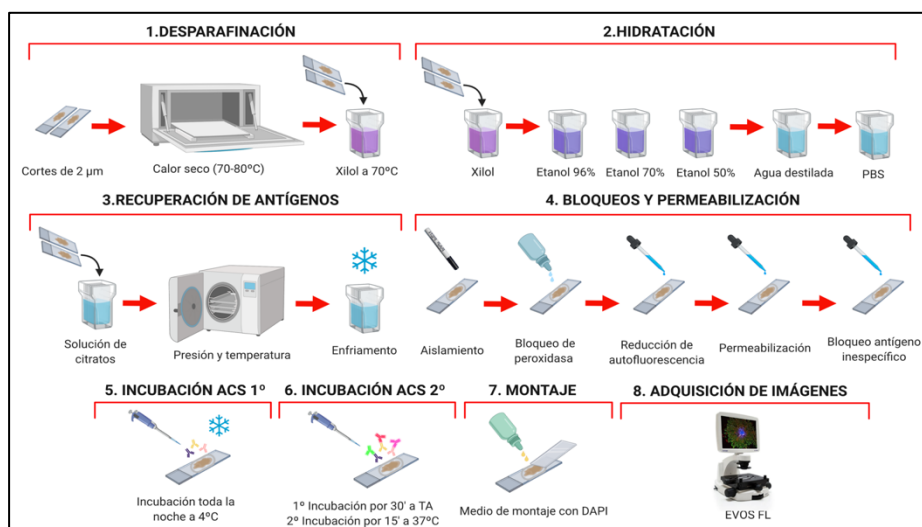 1.DESPARAFINACIÓN
2.HIDRATACIÓN
Cortes de 2 µm
Calor seco (70-80ºC)
Xilol a 70ºC
Xilol
Etanol 96%
Etanol 70%
Etanol 50%
Agua destilada
PBS
3.RECUPERACIÓN DE ANTÍGENOS
4. BLOQUEOS Y PERMEABILIZACIÓN
Solución de
citratos
Presión y temperatura
Enfriamento
Aislamiento
Bloqueo de
peroxidasa
Reducción de
autofluorescencia
Permeabilización
Bloqueo antígeno
inespecífico
5. INCUBACIÓN ACS 1º
6. INCUBACIÓN ACS 2º
7. MONTAJE
8. ADQUISICIÓN DE IMÁGENES
Incubación toda la
noche a 4ºC
1º Incubación por 30' a TA
2º Incubación por 15' a 37ºC
Medio de montaje con DAPI
EVOS FL